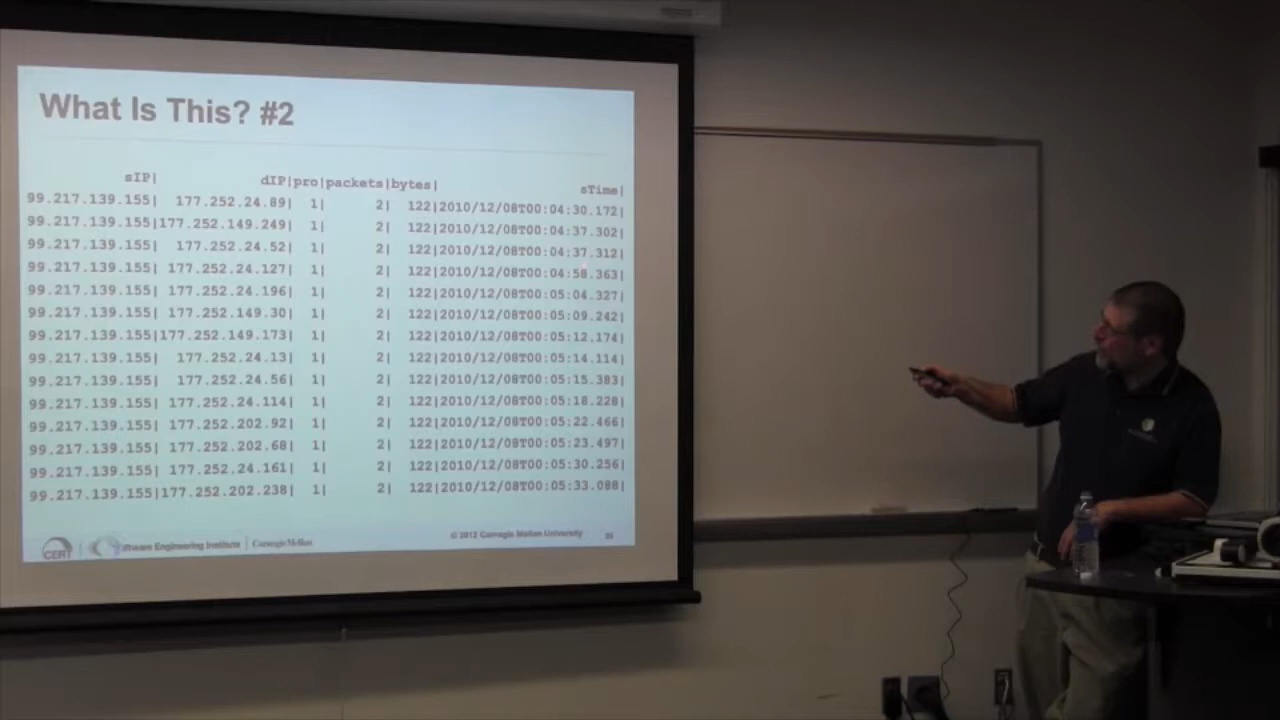 What Is This? #2
sIP| dIP|pro|packets|bytes| sTime|
99.217.139.155| 177.252.24.89| 1| 2| 122|2010/12/08T00:04:30.172|
99.217.139.155|177.252.149.249| 1| 2| 122|2010/12/08T00:04:37.302|
99.217.139.155| 177.252.24.52| 1| 2| 122|2010/12/08T00:04:37.312|
99.217.139.155| 177.252.24.127| 1| 2| 122|2010/12/08T00:04:58.363|
99.217.139.155| 177.252.24.196| 1| 2| 122|2010/12/08T00:05:04.327|
99.217.139.155| 177.252.149.30| 1| 2| 122|2010/12/08T00:05:09.242|
99.217.139.155|177.252.149.173| 1| 2| 122|2010/12/08T00:05:12.174|
99.217.139.155| 177.252.24.13| 1| 2| 122|2010/12/08T00:05:14.114|
99.217.139.155| 177.252.24.56| 1| 2| 122|2010/12/08T00:05:15.383|
99.217.139.155| 177.252.24.114| 1| 2| 122|2010/12/08T00:05:18.228|
99.217.139.155| 177.252.202.92| 1| 2| 122|2010/12/08T00:05:22.466|
99.217.139.155| 177.252.202.68| 1| 2| 122|2010/12/08T00:05:23.497|
99.217.139.155| 177.252.24.161| 1| 2| 122|2010/12/08T00:05:30.256|
99.217.139.155|177.252.202.238| 1| 2| 122|2010/12/08T00:05:33.088|
CERT Software Engineering Institute | Carnegie Mellon © 2012 Carnegie Mellon University